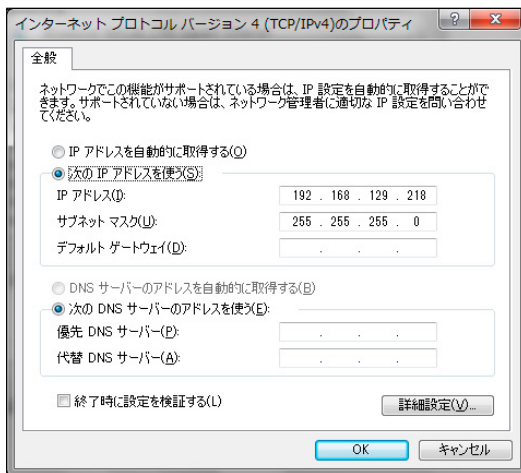 インターネット プロトコル バージョン 4 (TCP/IPv4)のプロパティ
全般
ネットワークでこの機能がサポートされている場合は、IP 設定を自動的に取得することがで
きます。サポートされていない場合は、ネットワーク管理者に適切な IP 設定を問い合わせ
てください。
IP アドレスを自動的に取得する(O)
次の IP アドレスを使う(S):
IP アドレス(I): 192 . 168 . 129 . 218
サブネット マスク(U): 255 . 255 . 255 . 0
デフォルト ゲートウェイ(D): . . .
DNS サーバーのアドレスを自動的に取得する(B)
次の DNS サーバーのアドレスを使う(E):
優先 DNS サーバー(P): . . .
代替 DNS サーバー(A): . . .
終了時に設定を検証する(L)
詳細設定(V)...
OK キャンセル